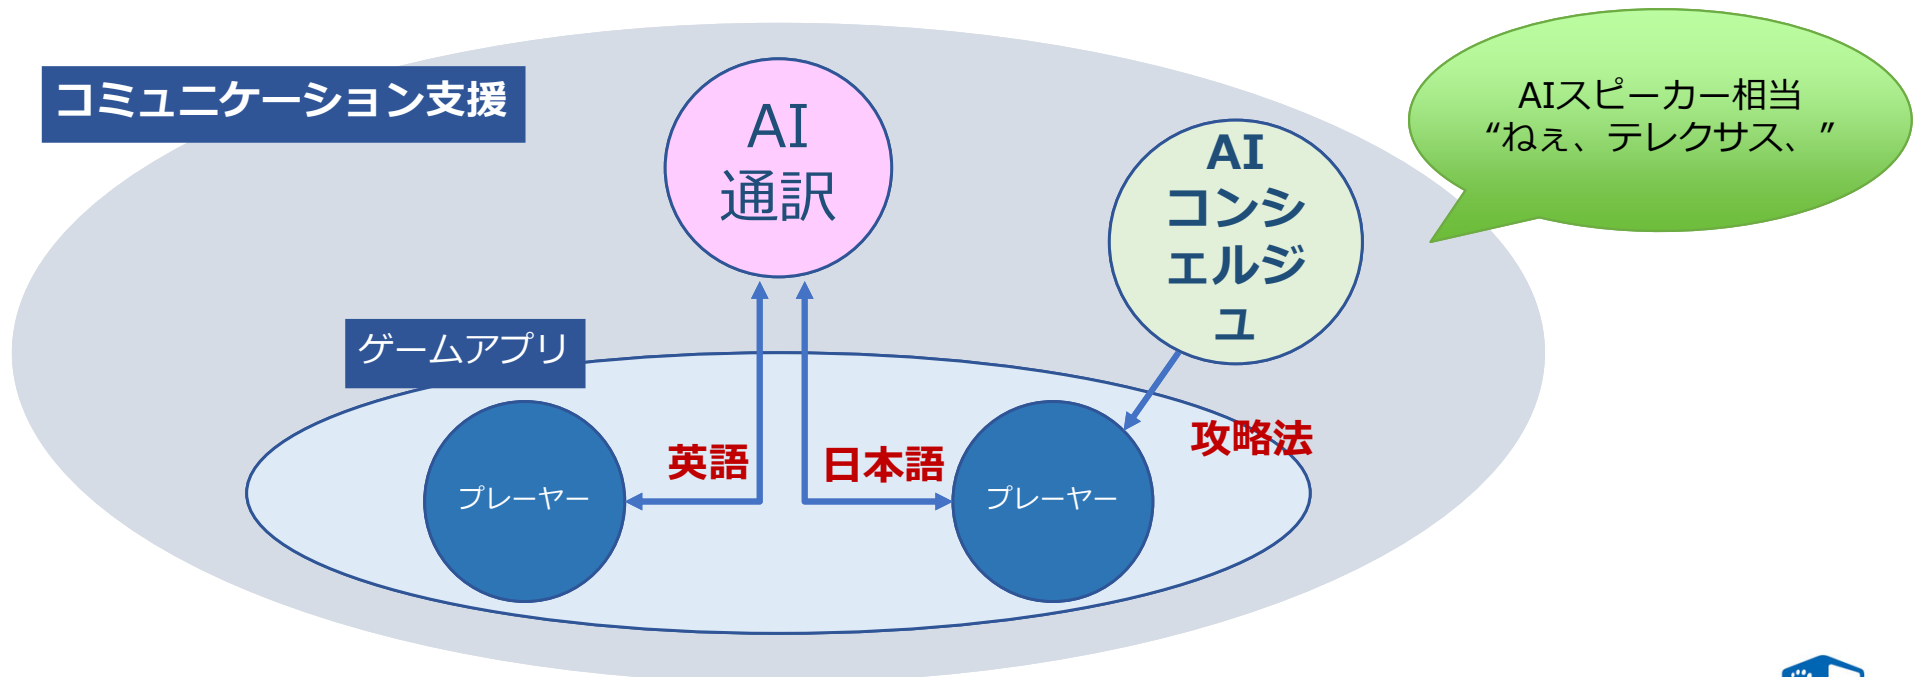 コミュニケーション支援
AI
通訳
AI
コンシ
ェルジ
ュ
AIスピーカー相当
“ねぇ、テレクサス、”
ゲームアプリ
英語
日本語
攻略法
プレーヤー
プレーヤー